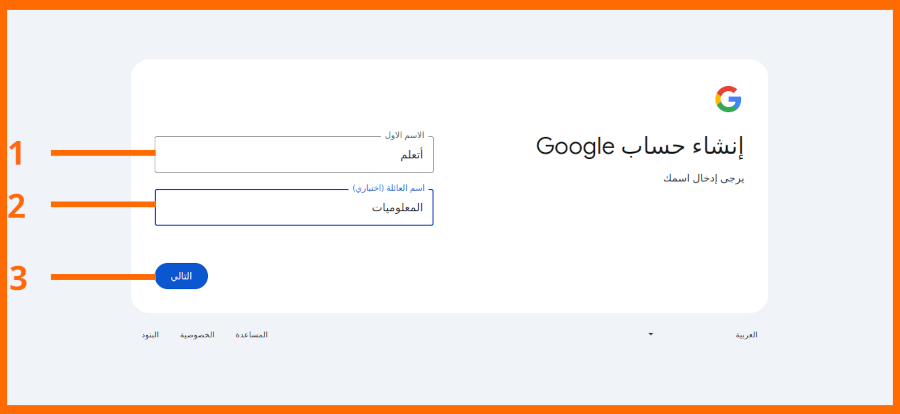 إنشاء حساب Google
يرجى إدخال اسمك
الاسم الاول
1
أتعلم
اسم العائلة (اختياري)
2
المعلوميات
3
التالي
العربية
المساعدة
الخصوصية
البنود